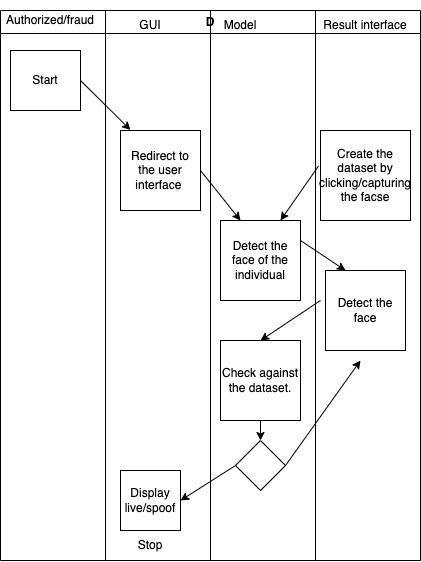 Authorized/fraud
GUI
D
Model
Result interface
Start
Redirect to
the user
interface
Create the
dataset by
clicking/capturing
the facse
Detect the
face of the
individual
Detect the
face
Check against
the dataset.
Display
live/spoof
Stop